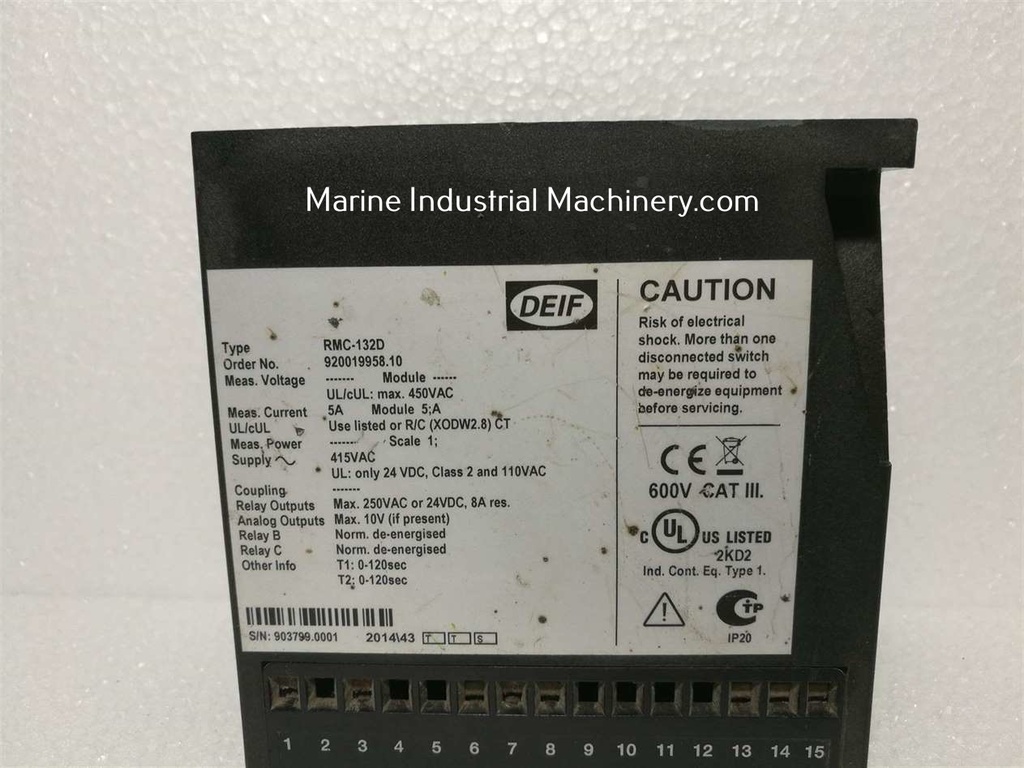 Marine Industrial Machinery.com
DEIF
Type RMC-132D
Order No. 920019958.10
Meas. Voltage ------- Module ------
UL/cUL: max. 450VAC
Meas. Current 5A Module 5;A
UL/cUL Use listed or R/C (XODW2.8) CT
Meas. Power ------- Scale 1;
Supply ~ 415VAC
UL: only 24 VDC, Class 2 and 110VAC
Coupling -------
Relay Outputs Max. 250VAC or 24VDC, 8A res.
Analog Outputs Max. 10V (if present)
Relay B Norm. de-energised
Relay C Norm. de-energised
Other Info T1: 0-120sec
T2: 0-120sec
S/N: 903799.0001 2014\43 T T S
CAUTION
Risk of electrical
shock. More than one
disconnected switch
may be required to
de-energize equipment
before servicing.
CE
600V CAT III.
C UL US LISTED
2KD2
Ind. Cont. Eq. Type 1.
CTP
IP20
1 2 3 4 5 6 7 8 9 10 11 12 13 14 15